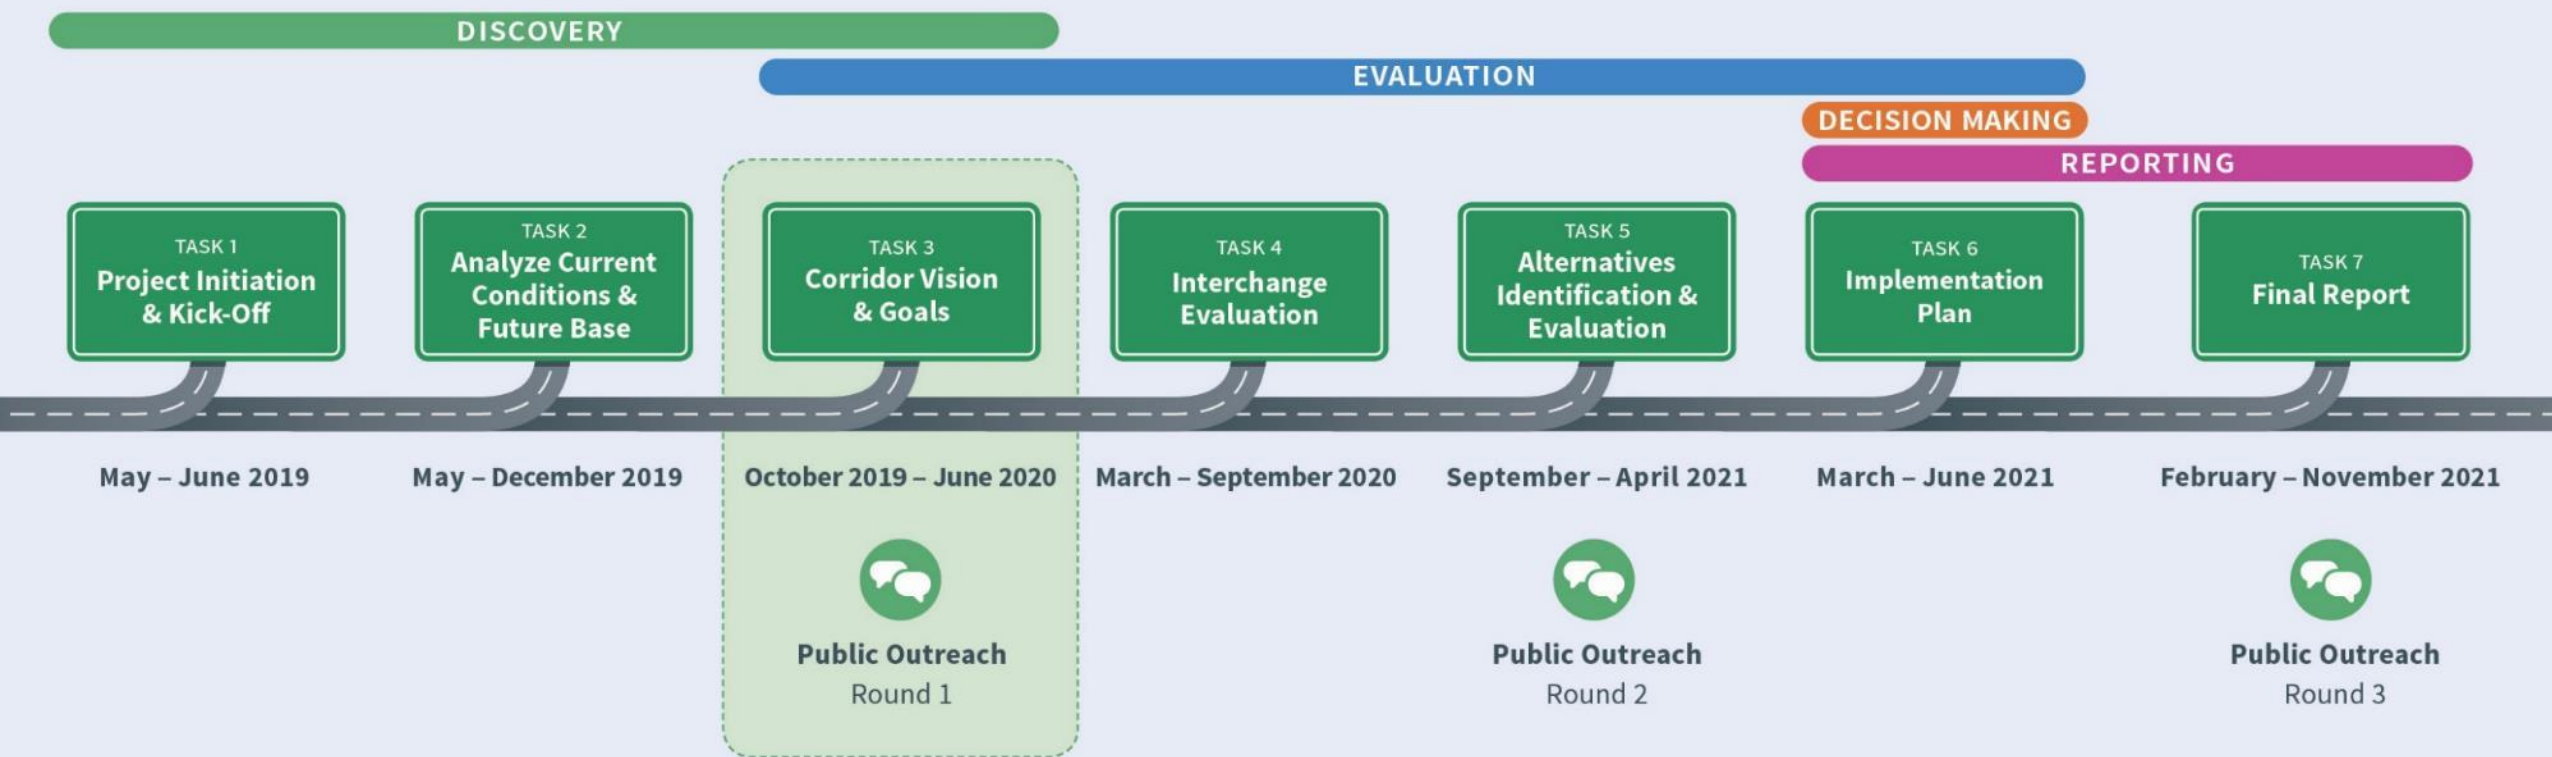 DISCOVERY
EVALUATION
DECISION MAKING
REPORTING
TASK 1
Project Initiation
& Kick-Off
TASK 2
Analyze Current
Conditions &
Future Base
TASK 3
Corridor Vision
& Goals
TASK 4
Interchange
Evaluation
TASK 5
Alternatives
Identification &
Evaluation
TASK 6
Implementation
Plan
TASK 7
Final Report
May – June 2019
May – December 2019
October 2019 – June 2020
March – September 2020
September – April 2021
March – June 2021
February – November 2021
Public Outreach
Round 1
Public Outreach
Round 2
Public Outreach
Round 3